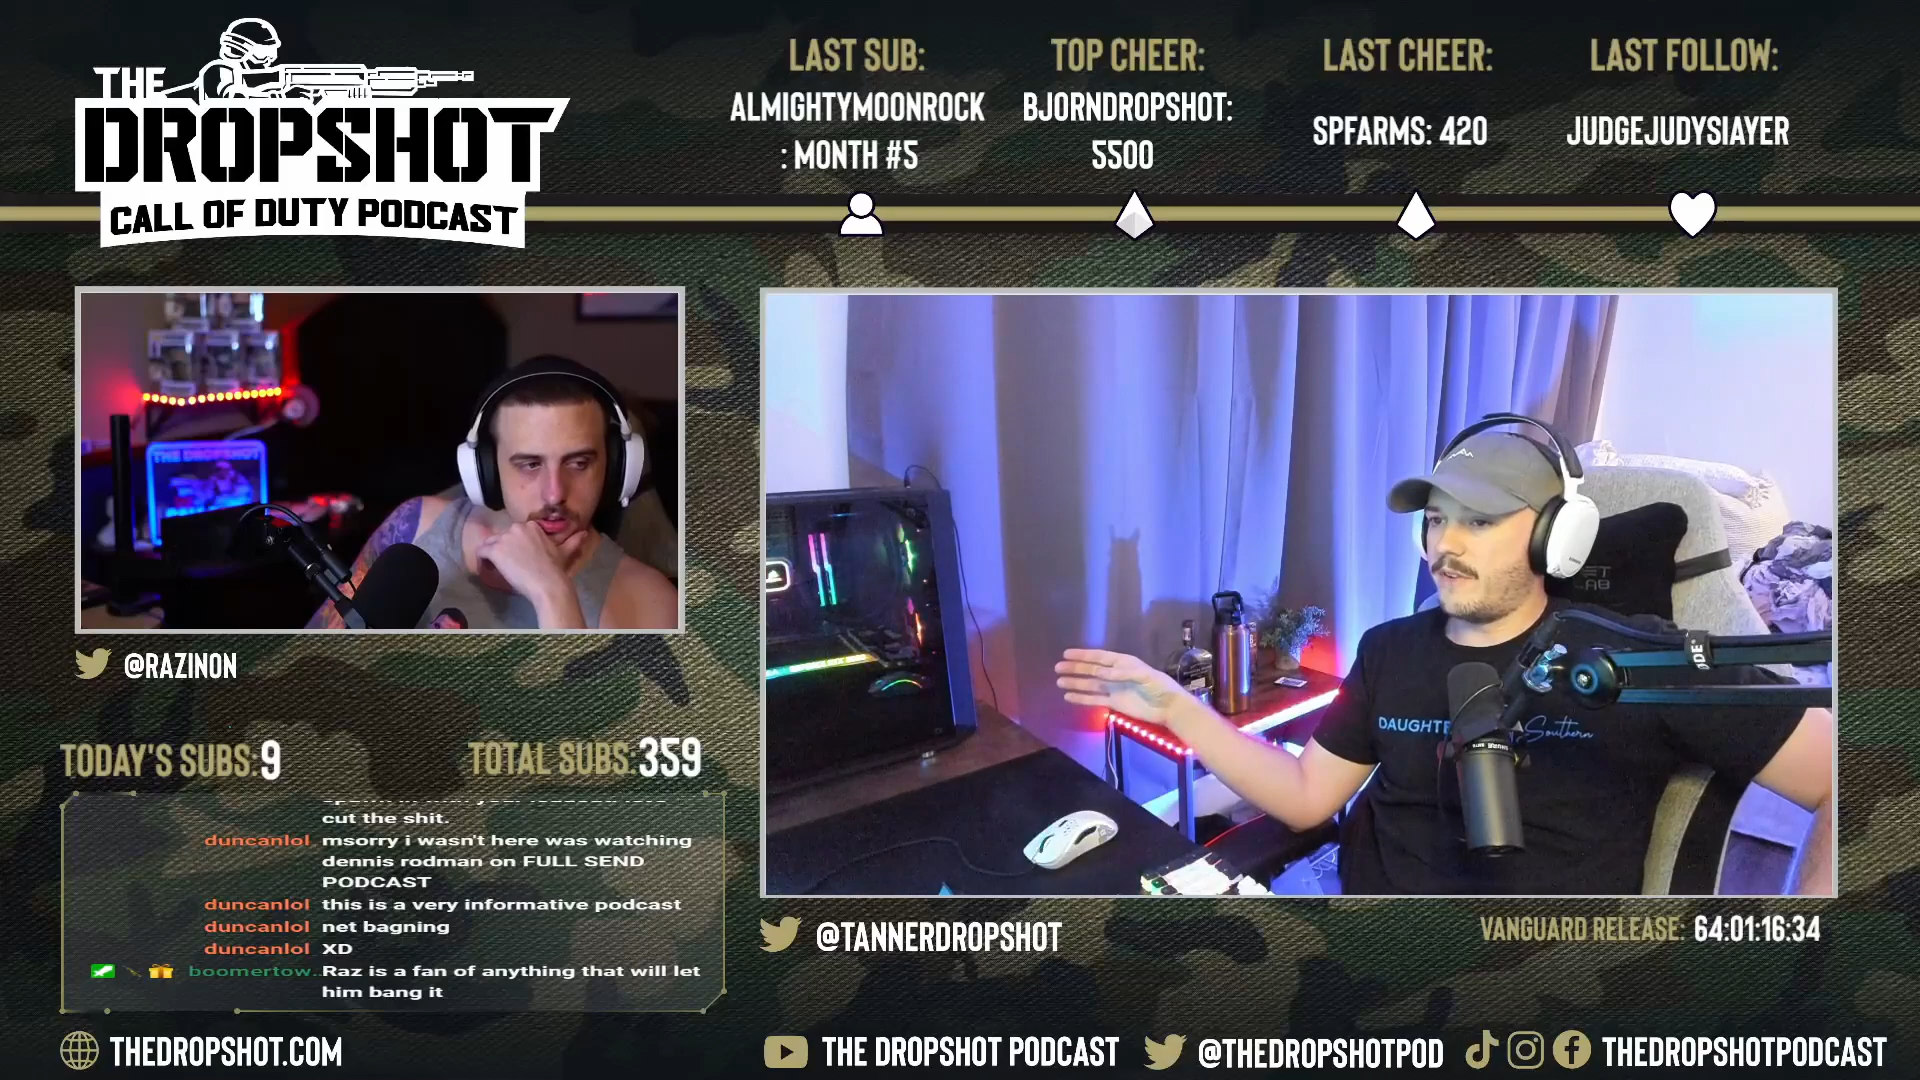 THE
DROPSHOT
CALL OF DUTY PODCAST
LAST SUB:
ALMIGHTYMOONROCK
: MONTH #5
TOP CHEER:
BJORNDROPSHOT:
5500
LAST CHEER:
SPFARMS: 420
LAST FOLLOW:
JUDGEJUDYSIAYER
THE DROPSHOT
@RAZINON
TODAY'S SUBS: 9
TOTAL SUBS: 359
cut the shit.
duncanlol msorry i wasn't here was watching
dennis rodman on FULL SEND
PODCAST
duncanlol this is a very informative podcast
duncanlol net bagning
duncanlol XD
boomertow.. Raz is a fan of anything that will let
him bang it
Southern
@TANNERDROPSHOT
VANGUARD RELEASE: 64:01:16:34
THEDROPSHOT.COM
THE DROPSHOT PODCAST
@THEDROPSHOTPOD
THEDROPSHOTPODCAST